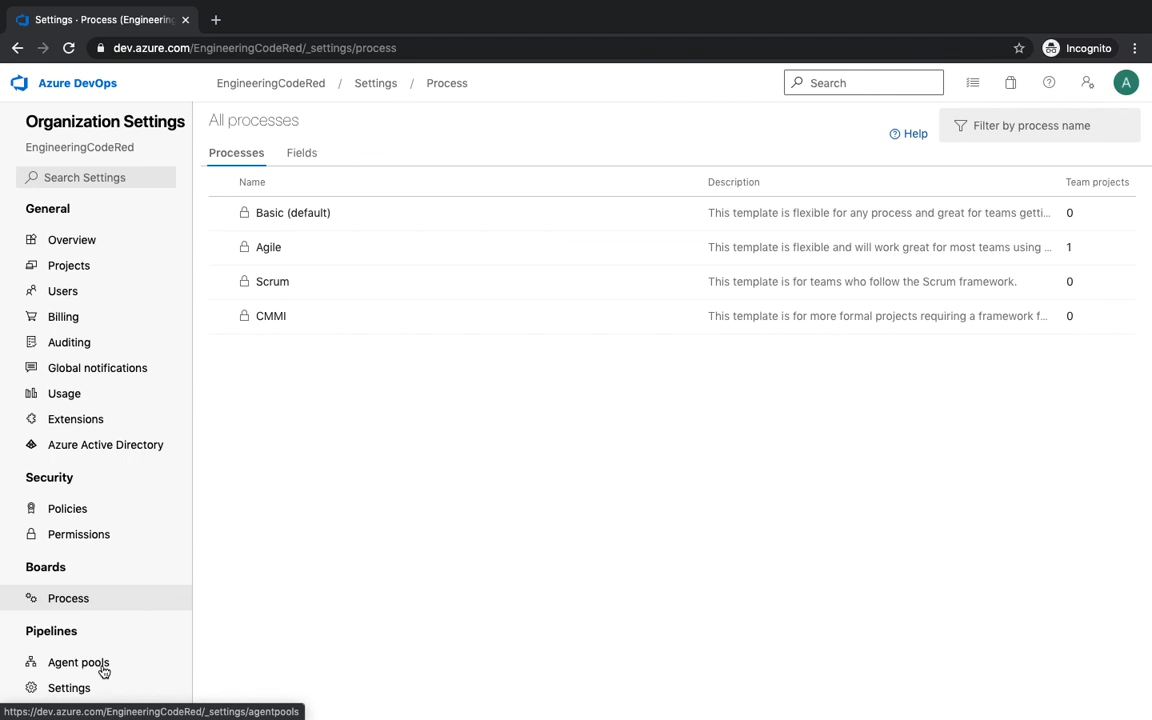 Settings · Process (Engineering
dev.azure.com/EngineeringCodeRed/_settings/process
Incognito
Azure DevOps
EngineeringCodeRed / Settings / Process
Search
A
Organization Settings
EngineeringCodeRed
Search Settings
General
Overview
Projects
Users
Billing
Auditing
Global notifications
Usage
Extensions
Azure Active Directory
Security
Policies
Permissions
Boards
Process
Pipelines
Agent pools
Settings
https://dev.azure.com/EngineeringCodeRed/_settings/agentpools
All processes
Help
Filter by process name
Processes Fields
Name Description Team projects
Basic (default) This template is flexible for any process and great for teams getti... 0
Agile This template is flexible and will work great for most teams using ... 1
Scrum This template is for teams who follow the Scrum framework. 0
CMMI This template is for more formal projects requiring a framework f... 0